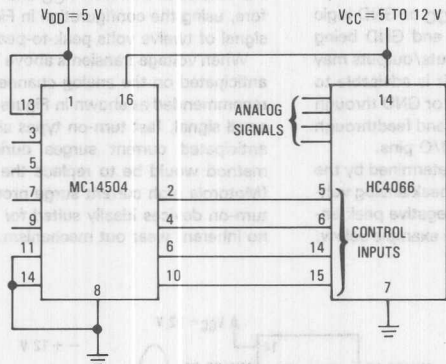 VDD = 5 V
VCC = 5 TO 12 V
16
14
13
3
ANALOG
SIGNALS
5
7
9
11
14
MC14504
2
4
6
10
8
HC4066
5
6
14
15
CONTROL
INPUTS
7